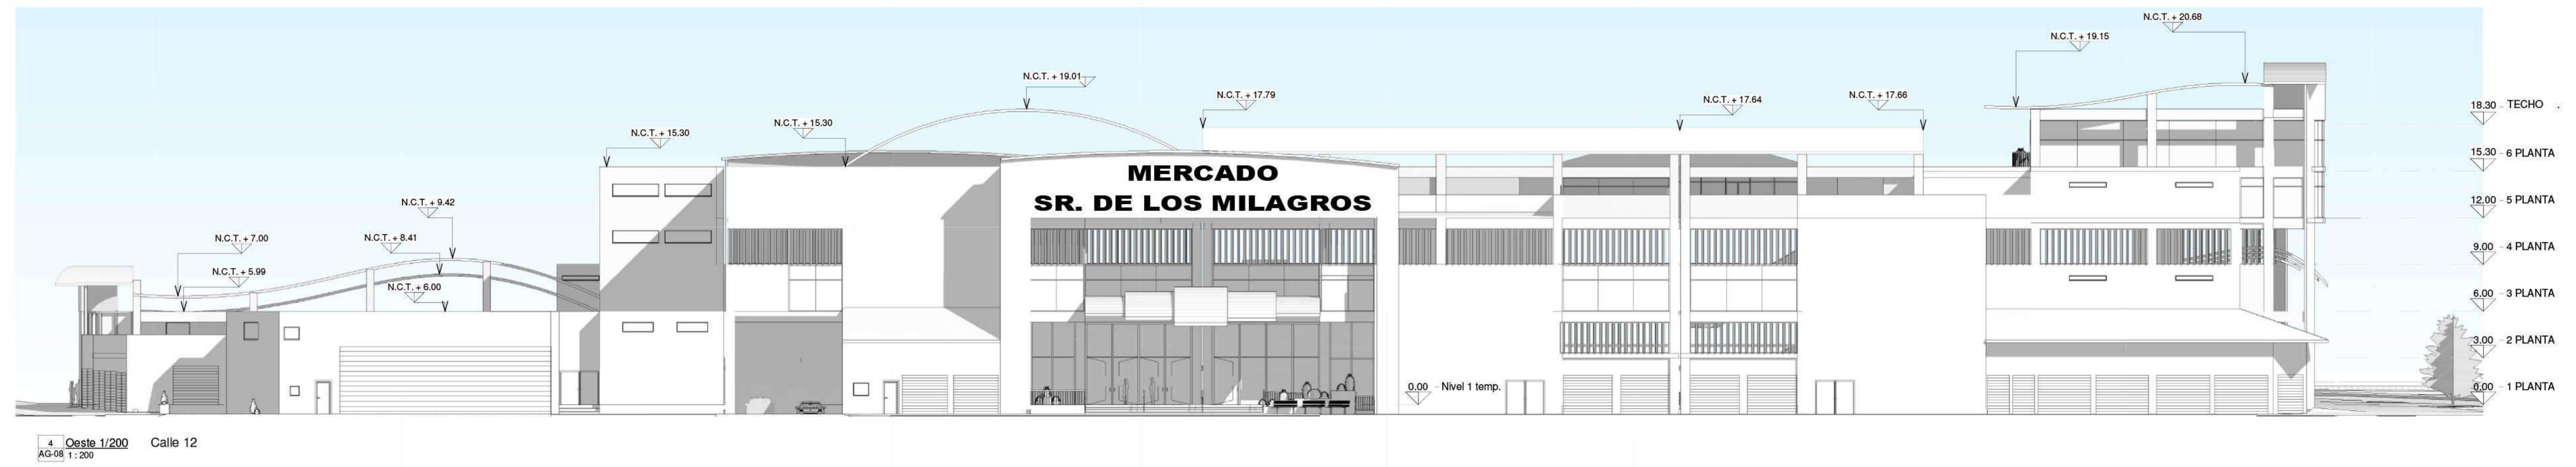 N.C.T. + 20.68
N.C.T. + 19.15
N.C.T. + 19.01
N.C.T. + 17.79
N.C.T. + 17.64
N.C.T. + 17.66
N.C.T. + 15.30
N.C.T. + 15.30
18.30 TECHO
MERCADO
SR. DE LOS MILAGROS
15.30 6 PLANTA
N.C.T. + 9.42
12.00 5 PLANTA
N.C.T. + 7.00
N.C.T. + 8.41
9.00 4 PLANTA
N.C.T. + 5.99
N.C.T. + 6.00
6.00 3 PLANTA
3.00 2 PLANTA
0.00 Nivel 1 temp.
0.00 1 PLANTA
4 Oeste 1/200 Calle 12
AG-08 1 : 200